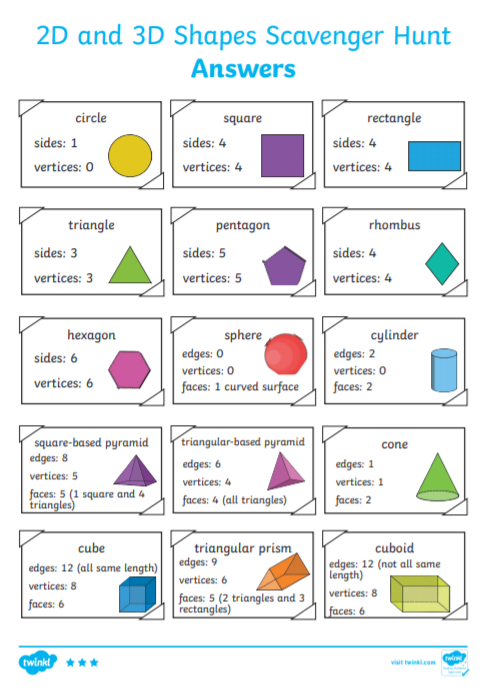 2D and 3D Shapes Scavenger Hunt
Answers
circle
sides: 1
vertices: 0
square
sides: 4
vertices: 4
rectangle
sides: 4
vertices: 4
triangle
sides: 3
vertices: 3
pentagon
sides: 5
vertices: 5
rhombus
sides: 4
vertices: 4
hexagon
sides: 6
vertices: 6
sphere
edges: 0
vertices: 0
faces: 1 curved surface
cylinder
edges: 2
vertices: 0
faces: 2
square-based pyramid
edges: 8
vertices: 5
faces: 5 (1 square and 4
triangles)
triangular-based pyramid
edges: 6
vertices: 4
faces: 4 (all triangles)
cone
edges: 1
vertices: 1
faces: 2
cube
edges: 12 (all same length)
vertices: 8
faces: 6
triangular prism
edges: 9
vertices: 6
faces: 5 (2 triangles and 3
rectangles)
cuboid
edges: 12 (not all same
length)
vertices: 8
faces: 6
twinkl
visit twinkl.com
twinkl